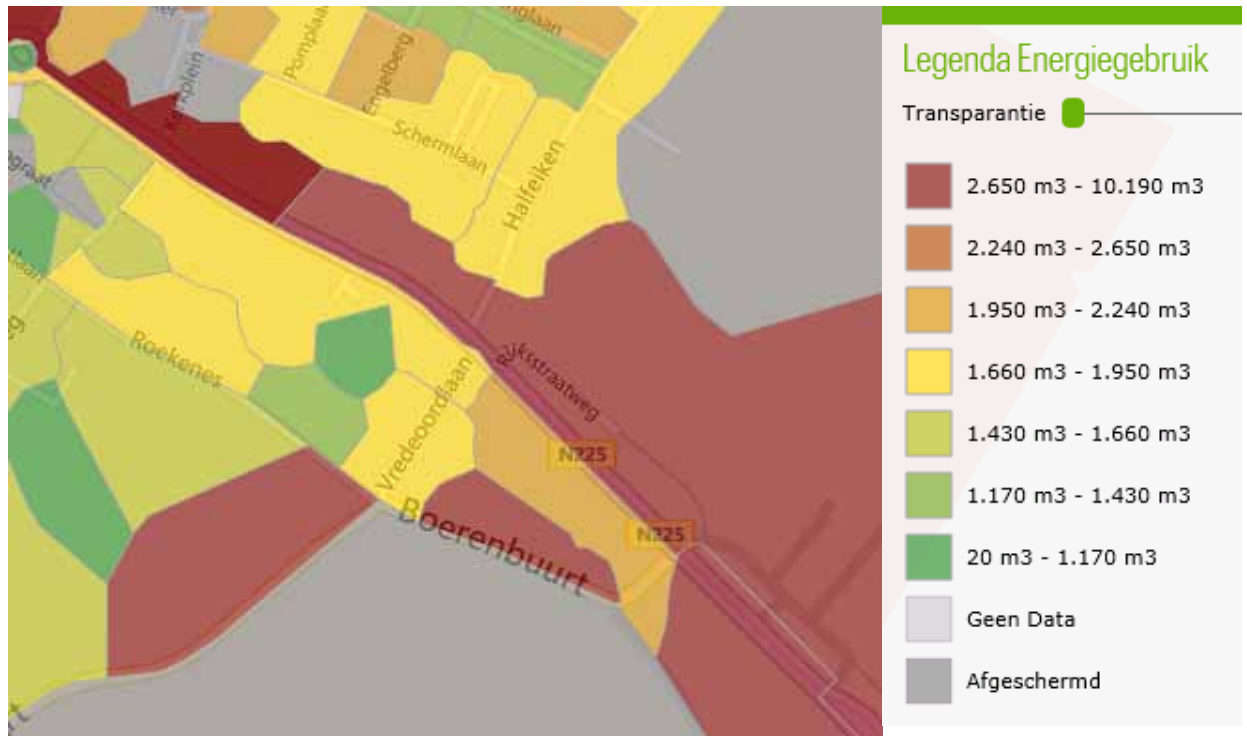 Legenda Energiegebruik
Transparantie
2.650 m3 - 10.190 m3
2.240 m3 - 2.650 m3
1.950 m3 - 2.240 m3
1.660 m3 - 1.950 m3
1.430 m3 - 1.660 m3
1.170 m3 - 1.430 m3
20 m3 - 1.170 m3
Geen Data
Afgeschermd
Pomplaan
Engelberg
Kerkplein
Schermlaan
Halfeiken
Roekenes
Rijksstraatweg
Vredeoordlaan
N225
Boerenbuurt
N225